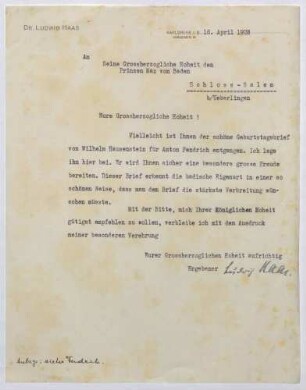 DR. LUDWIG HAAS
KARLSRUHE I. B. 16. April 1928
An
Seine Grossherzogliche Hoheit den
Prinzen Max von Baden
Schloss-Salem
b/Ueberlingen
Eure Grossherzogliche Hoheit !
Vielleicht ist Ihnen der schöne Geburtstagsbrief
von Wilhelm Hausenstein für Anton Fendrich entgangen. Ich lege
ihn hier bei. Er wird Ihnen sicher eine besonders grosse Freude
bereiten. Dieser Brief erkennt die badische Eigenart in einer so
schönen Weise, dass man dem Brief die stärkste Verbreitung wün-
schen müsste.
Mit der Bitte, mich Ihrer Königlichen Hoheit
gütigst empfehlen zu wollen, verbleibe ich mit dem Ausdruck
meiner besonderen Verehrung
Eurer Grossherzoglichen Hoheit aufrichtig
Ergebener Ludwig Haas